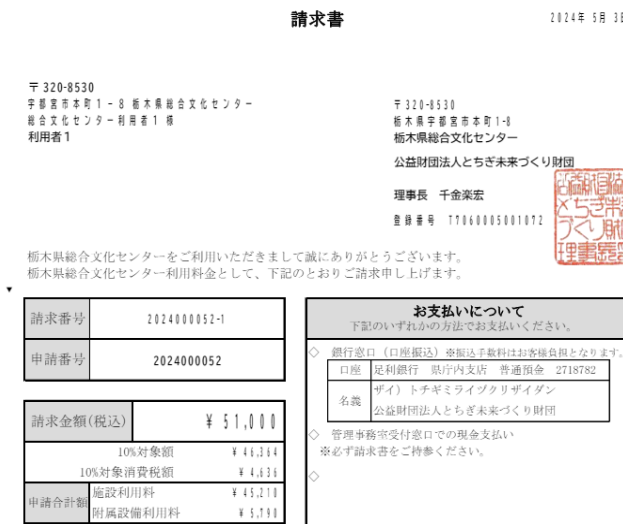 請求書
2024年 5月 3
〒320-8530
宇都宮市本町1-8 栃木県総合文化センター
総合文化センター利用者1 様
利用者1
〒320-8530
栃木県宇都宮市本町1-8
栃木県総合文化センター
公益財団法人とちぎ未来づくり財団
理事長 千金楽宏
登録番号 T7060005001072
栃木県総合文化センターをご利用いただきまして誠にありがとうございます。
栃木県総合文化センター利用料金として、下記のとおりご請求申し上げます。
請求番号 2024000052-1
申請番号 2024000052
請求金額(税込) ¥ 51,000
10%対象額 ¥ 46,364
10%対象消費税額 ¥ 4,636
申請合計額 施設利用料 ¥ 45,210
附属設備利用料 ¥ 5,790
お支払いについて
下記のいずれかの方法でお支払いください。
◇ 銀行窓口（口座振込）※振込手数料はお客様負担となります。
口座 足利銀行 県庁内支店 普通預金 2718782
名義 ザイ）トチギミライヅクリザイダン
公益財団法人とちぎ未来づくり財団
◇ 管理事務室受付窓口での現金支払い
※必ず請求書をご持参ください。
◇